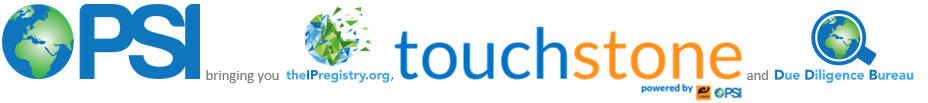 PSI bringing you theIPregistry.org, touchstone and Due Diligence Bureau
powered by PSI